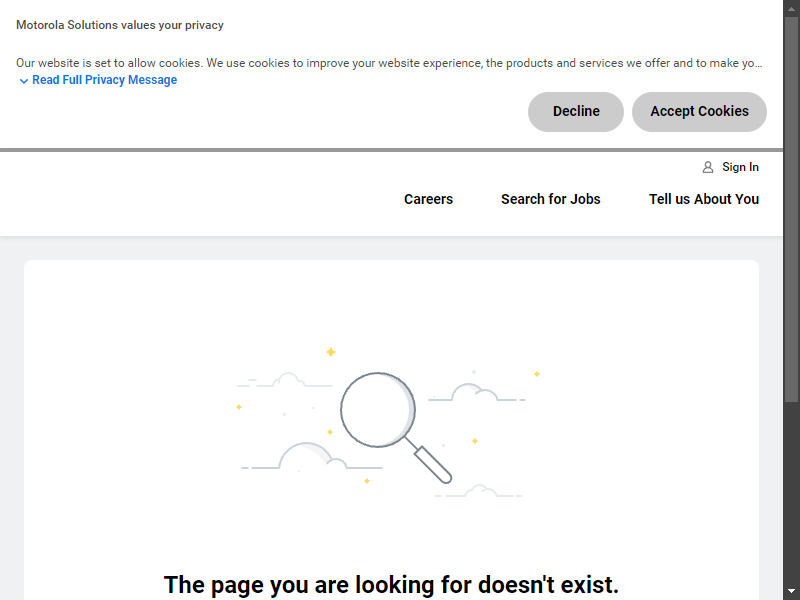 Motorola Solutions values your privacy
Our website is set to allow cookies. We use cookies to improve your website experience, the products and services we offer and to make yo…
Read Full Privacy Message
Decline
Accept Cookies
Sign In
Careers
Search for Jobs
Tell us About You
The page you are looking for doesn't exist.